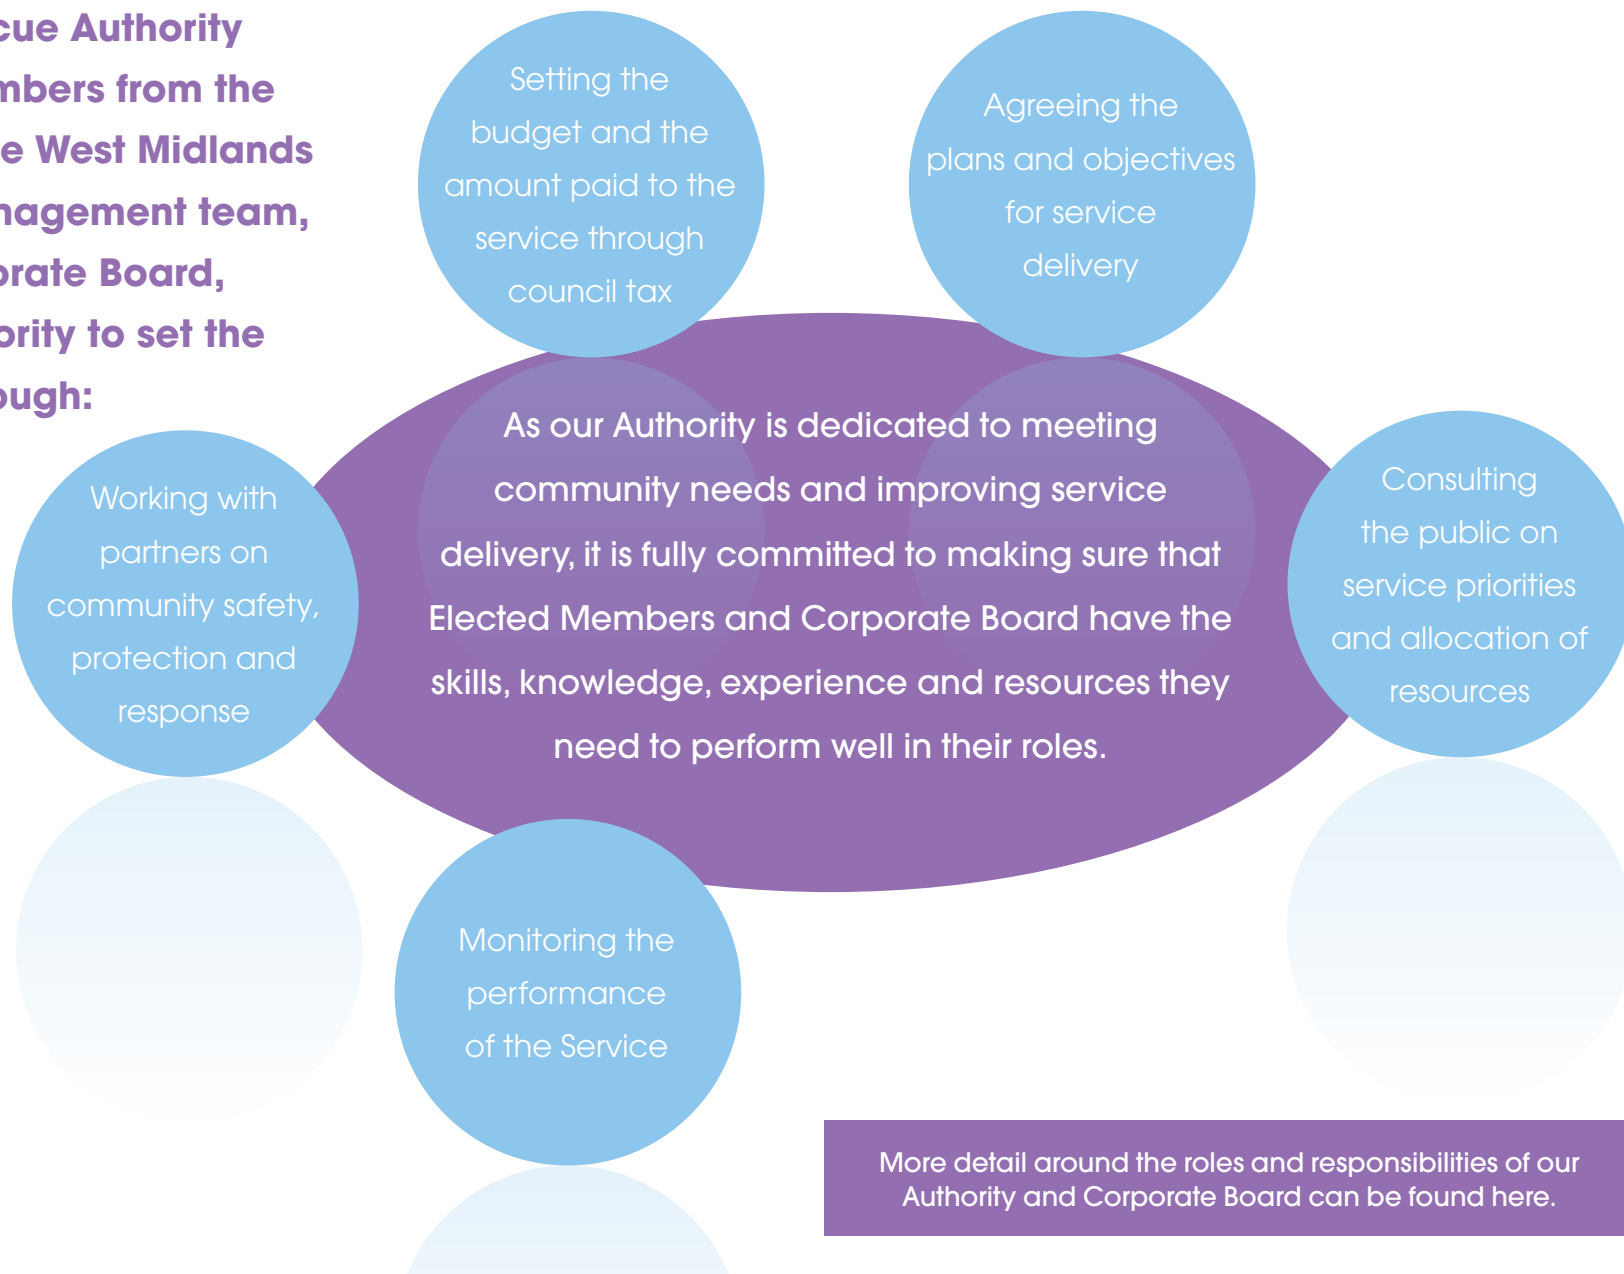 cue Authority
mbers from the
e West Midlands
nagement team,
orate Board,
ority to set the
ough:
Setting the
budget and the
amount paid to the
service through
council tax
Agreeing the
plans and objectives
for service
delivery
Working with
partners on
community safety,
protection and
response
As our Authority is dedicated to meeting
community needs and improving service
delivery, it is fully committed to making sure that
Elected Members and Corporate Board have the
skills, knowledge, experience and resources they
need to perform well in their roles.
Consulting
the public on
service priorities
and allocation of
resources
Monitoring the
performance
of the Service
More detail around the roles and responsibilities of our
Authority and Corporate Board can be found here.